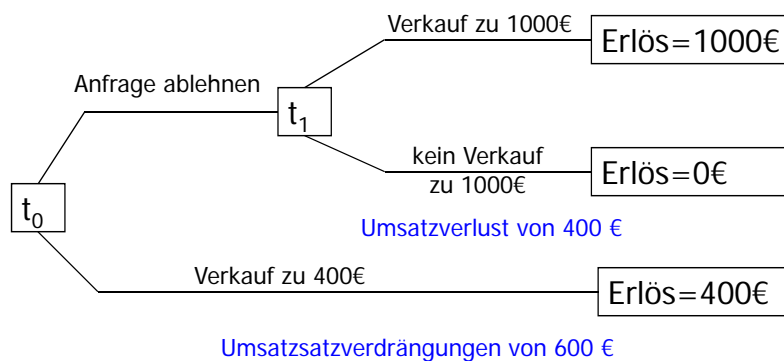 Verkauf zu 1000€
Erlös=1000€
Anfrage ablehnen
t1
kein Verkauf
zu 1000€
Erlös=0€
t0
Umsatzverlust von 400 €
Verkauf zu 400€
Erlös=400€
Umsatzsatzverdrängungen von 600 €